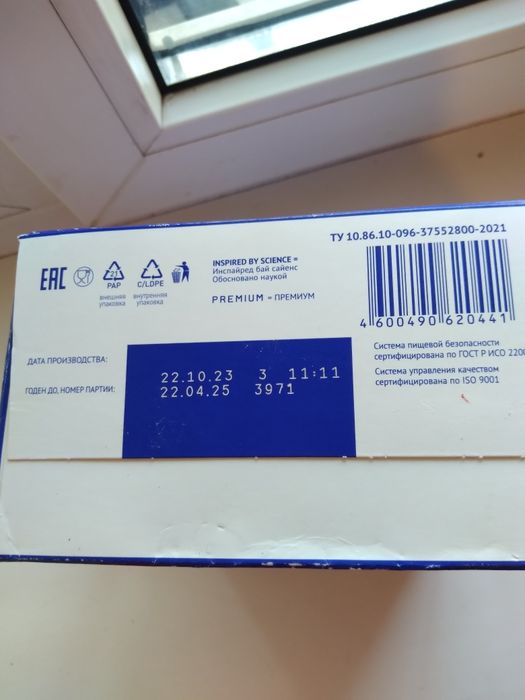 ТУ 10.86.10-096-37552800-2021
EAC
21
PAP
внешняя
упаковка
4
C/LDPE
внутренняя
упаковка
INSPIRED BY SCIENCE =
Инспайред бай сайенс
Обосновано наукой
PREMIUM = ПРЕМИУМ
4 600490 620441
ДАТА ПРОИЗВОДСТВА:
22.10.23 3 11:11
ГОДЕН ДО, НОМЕР ПАРТИИ:
22.04.25 3971
Система пищевой безопасности
сертифицирована по ГОСТ Р ИСО
Система управления качеством
сертифицирована по ISO 9001